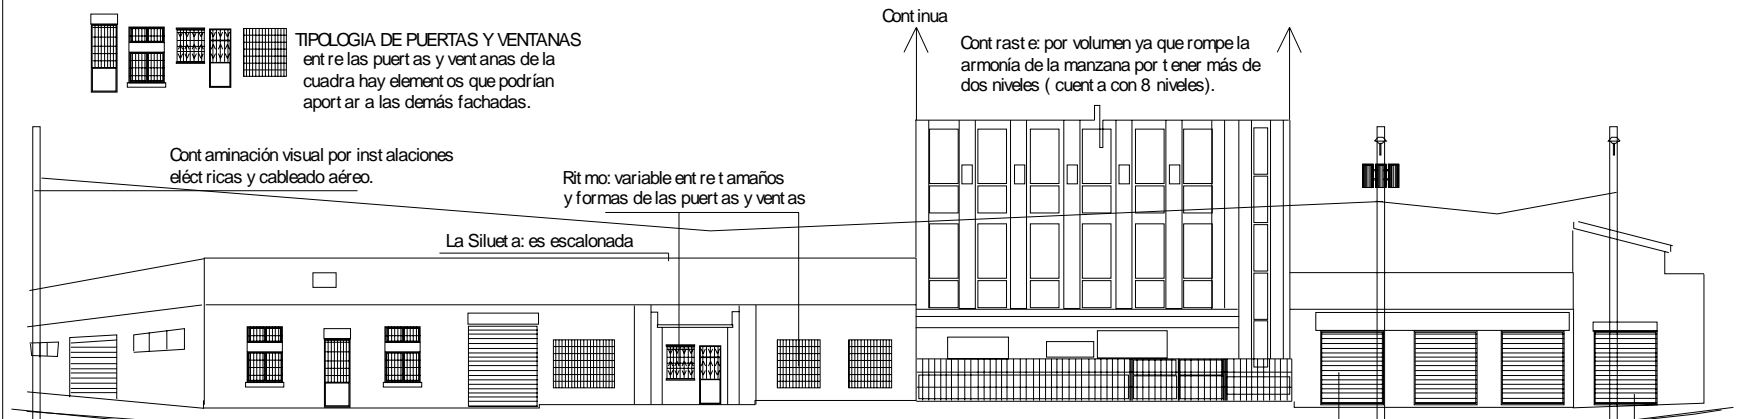 TIPOLOGIA DE PUERTAS Y VENTANAS
entre las puertas y ventanas de la
cuadra hay elementos que podrían
aportar a las demás fachadas.
Continua
Contraste: por volumen ya que rompe la
armonía de la manzana por tener más de
dos niveles ( cuenta con 8 niveles).
Contaminación visual por instalaciones
eléctricas y cableado aéreo.
Ritmo: variable entre tamaños
y formas de las puertas y ventas
La Silueta: es escalonada